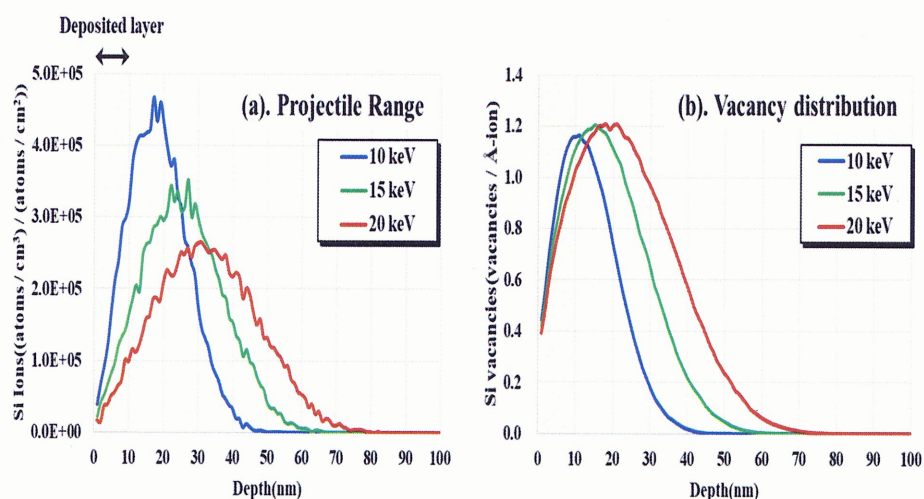 Deposited layer
5.0E+05
4.0E+05
3.0E+05
2.0E+05
1.0E+05
0.0E+00
Si Ions((atoms / cm³) / (atoms / cm²))
(a). Projectile Range
10 keV
15 keV
20 keV
0 10 20 30 40 50 60 70 80 90 100
Depth(nm)
1.4
1.2
1.0
0.8
0.6
0.4
0.2
0.0
Si vacancies(vacancies / Å-ion)
(b). Vacancy distribution
10 keV
15 keV
20 keV
0 10 20 30 40 50 60 70 80 90 100
Depth(nm)